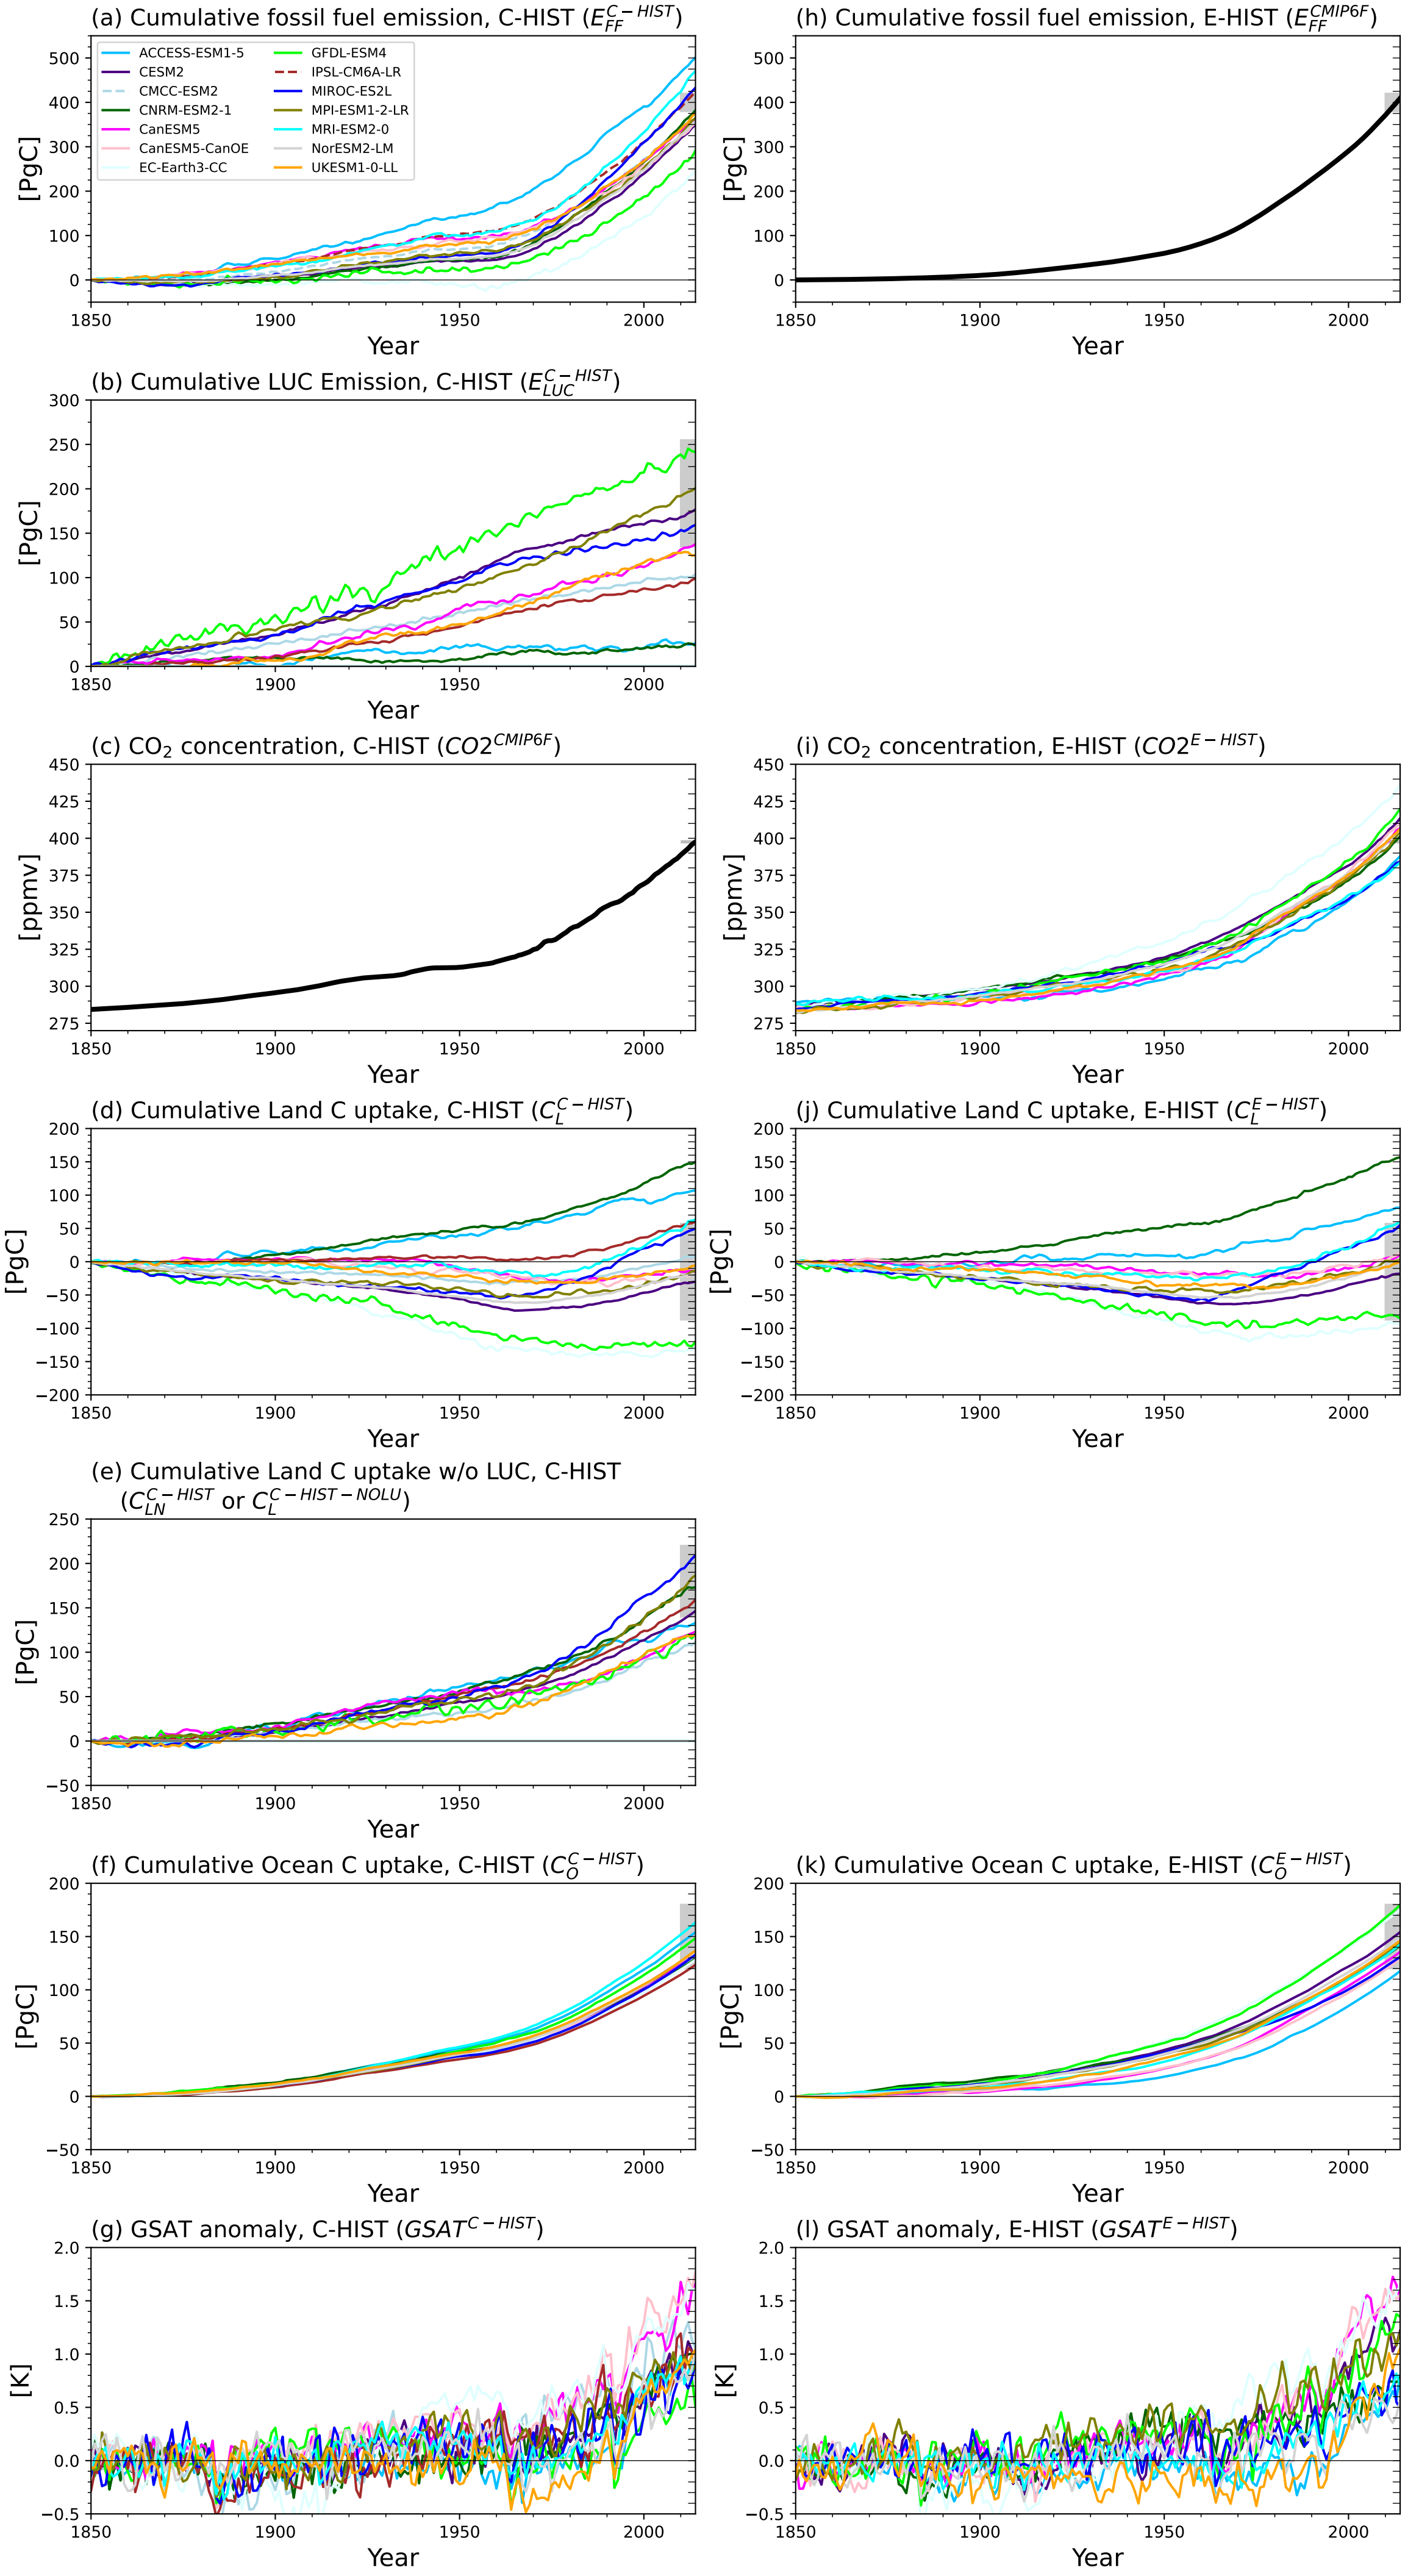 (a) Cumulative fossil fuel emission, C-HIST (E_FF^C−HIST)
[PgC]
500
400
300
200
100
0
ACCESS-ESM1-5
CESM2
CMCC-ESM2
CNRM-ESM2-1
CanESM5
CanESM5-CanOE
EC-Earth3-CC
GFDL-ESM4
IPSL-CM6A-LR
MIROC-ES2L
MPI-ESM1-2-LR
MRI-ESM2-0
NorESM2-LM
UKESM1-0-LL
1850 1900 1950 2000
Year
(h) Cumulative fossil fuel emission, E-HIST (E_FF^CMIP6F)
[PgC]
500
400
300
200
100
0
1850 1900 1950 2000
Year
(b) Cumulative LUC Emission, C-HIST (E_LUC^C−HIST)
[PgC]
300
250
200
150
100
50
0
1850 1900 1950 2000
Year
(c) CO₂ concentration, C-HIST (CO2^CMIP6F)
[ppmv]
450
425
400
375
350
325
300
275
1850 1900 1950 2000
Year
(i) CO₂ concentration, E-HIST (CO2^E−HIST)
[ppmv]
450
425
400
375
350
325
300
275
1850 1900 1950 2000
Year
(d) Cumulative Land C uptake, C-HIST (C_L^C−HIST)
[PgC]
200
150
100
50
0
−50
−100
−150
−200
1850 1900 1950 2000
Year
(j) Cumulative Land C uptake, E-HIST (C_L^E−HIST)
[PgC]
200
150
100
50
0
−50
−100
−150
−200
1850 1900 1950 2000
Year
(e) Cumulative Land C uptake w/o LUC, C-HIST
(C_LN^C−HIST or C_L^C−HIST−NOLU)
[PgC]
250
200
150
100
50
0
−50
1850 1900 1950 2000
Year
(f) Cumulative Ocean C uptake, C-HIST (C_O^C−HIST)
[PgC]
200
150
100
50
0
−50
1850 1900 1950 2000
Year
(k) Cumulative Ocean C uptake, E-HIST (C_O^E−HIST)
[PgC]
200
150
100
50
0
−50
1850 1900 1950 2000
Year
(g) GSAT anomaly, C-HIST (GSAT^C−HIST)
[K]
2.0
1.5
1.0
0.5
0.0
−0.5
1850 1900 1950 2000
Year
(l) GSAT anomaly, E-HIST (GSAT^E−HIST)
[K]
2.0
1.5
1.0
0.5
0.0
−0.5
1850 1900 1950 2000
Year